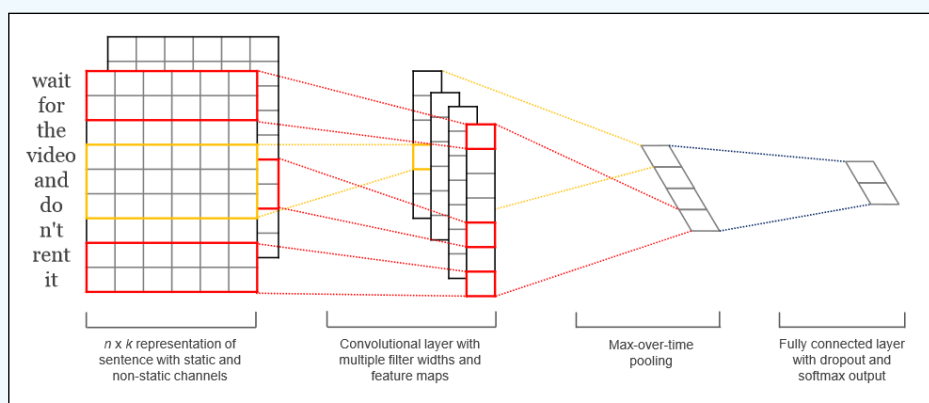 wait
for
the
video
and
do
n't
rent
it
n x k representation of
sentence with static and
non-static channels
Convolutional layer with
multiple filter widths and
feature maps
Max-over-time
pooling
Fully connected layer
with dropout and
softmax output